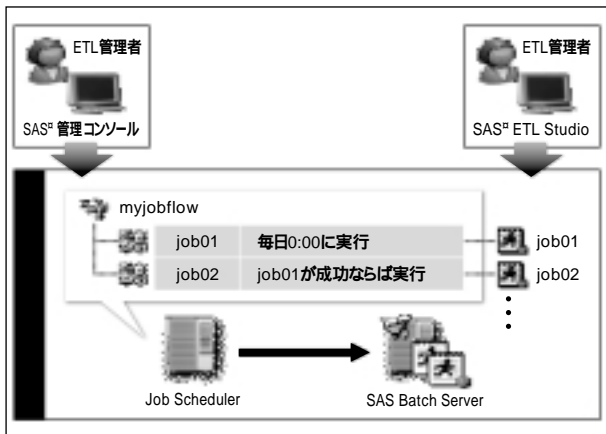 ETL管理者
SAS¤ 管理コンソール
ETL管理者
SAS¤ ETL Studio
myjobflow
job01 毎日0:00に実行 job01
job02 job01が成功ならば実行 job02
Job Scheduler
SAS Batch Server